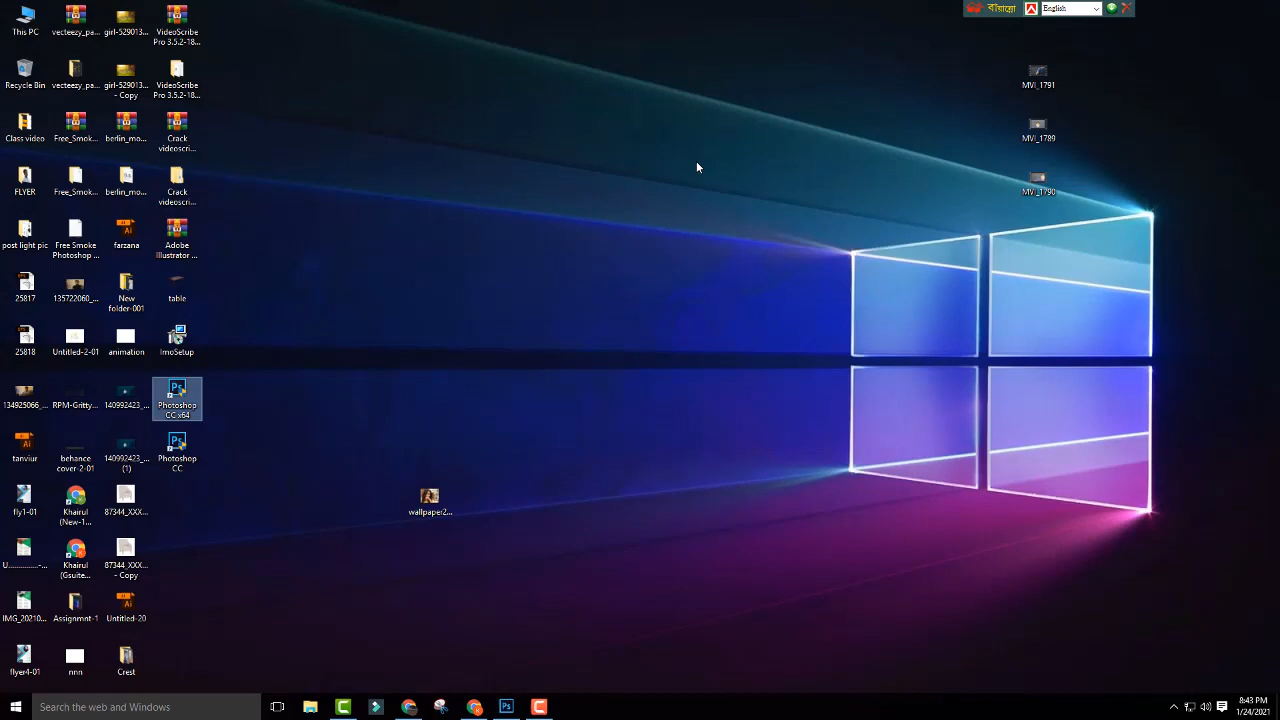 বায়ান্নো
English
This PC
vecteezy_pa...
girl-529013...
VideoScribe
Pro 3.5.2-18...
MVI_1791
Recycle Bin
vecteezy_pa...
girl-529013...
- Copy
VideoScribe
Pro 3.5.2-18...
MVI_1789
Class video
Free_Smok...
berlin_mo...
Crack
videoscri...
MVI_1790
FLYER
Free_Smok...
berlin_mo...
Crack
videoscri...
post light pic
Free Smoke
Photoshop ...
farzana
Adobe
Illustrator ...
25817
135722060_...
New
folder-001
table
25818
Untitled-2-01
animation
ImoSetup
134925066_...
RPM-Gritty...
140992423_...
Photoshop
CC x64
tanviur
behance
cover-2-01
140992423_...
(1)
Photoshop
CC
fly1-01
Khairul
(New-1...
87344_XXX...
wallpaper2...
U..............-...
Khairul
(Gsuite...
87344_XXX...
- Copy
IMG_20210...
Assignmnt-1
Untitled-20
flyer4-01
nnn
Crest
Search the web and Windows
8:43 PM
1/24/2021